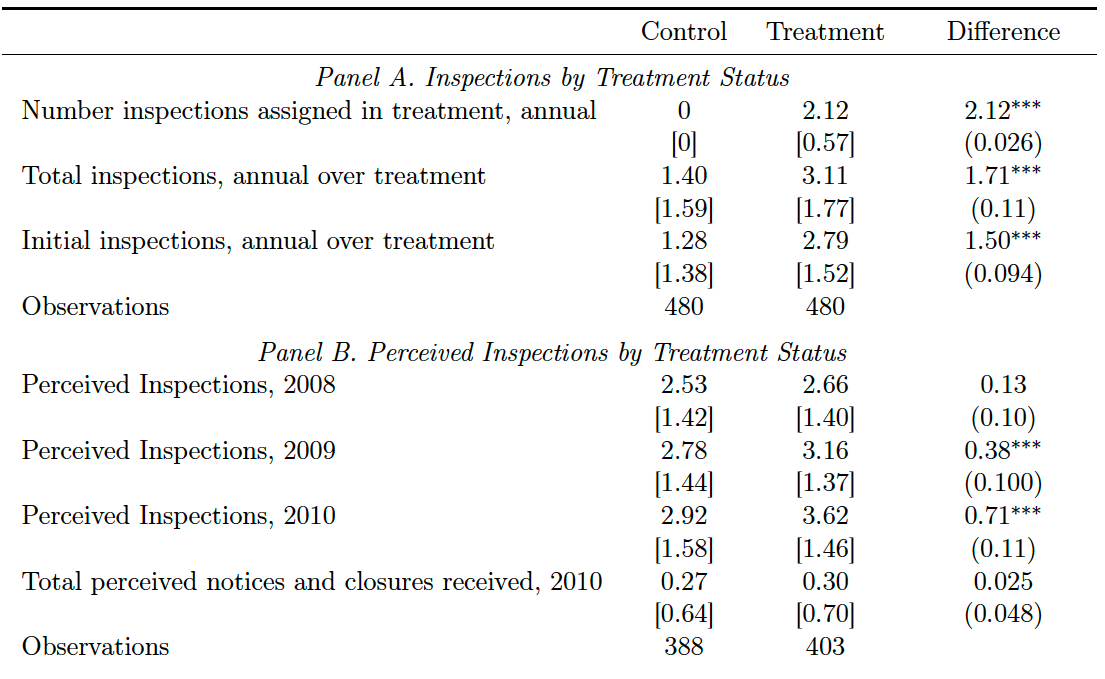 Control Treatment Difference
Panel A. Inspections by Treatment Status
Number inspections assigned in treatment, annual 0 2.12 2.12***
[0] [0.57] (0.026)
Total inspections, annual over treatment 1.40 3.11 1.71***
[1.59] [1.77] (0.11)
Initial inspections, annual over treatment 1.28 2.79 1.50***
[1.38] [1.52] (0.094)
Observations 480 480
Panel B. Perceived Inspections by Treatment Status
Perceived Inspections, 2008 2.53 2.66 0.13
[1.42] [1.40] (0.10)
Perceived Inspections, 2009 2.78 3.16 0.38***
[1.44] [1.37] (0.100)
Perceived Inspections, 2010 2.92 3.62 0.71***
[1.58] [1.46] (0.11)
Total perceived notices and closures received, 2010 0.27 0.30 0.025
[0.64] [0.70] (0.048)
Observations 388 403